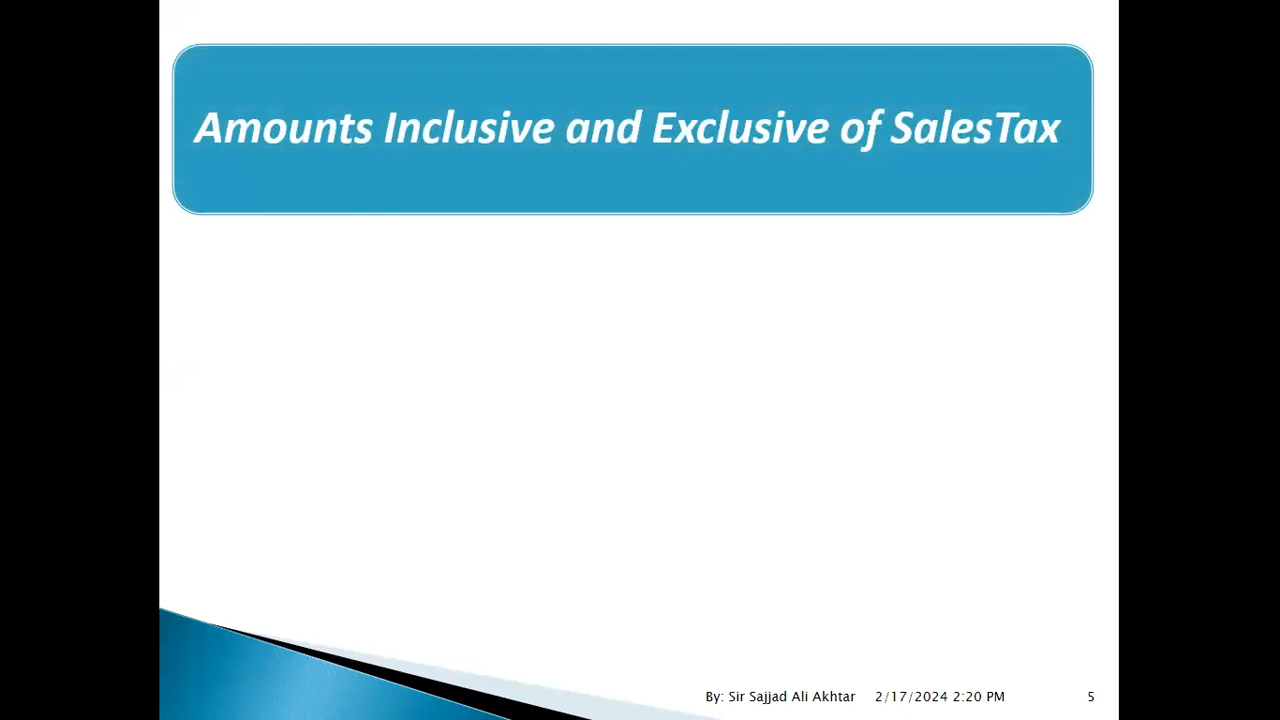 Amounts Inclusive and Exclusive of SalesTax
By: Sir Sajjad Ali Akhtar 2/17/2024 2:20 PM 5